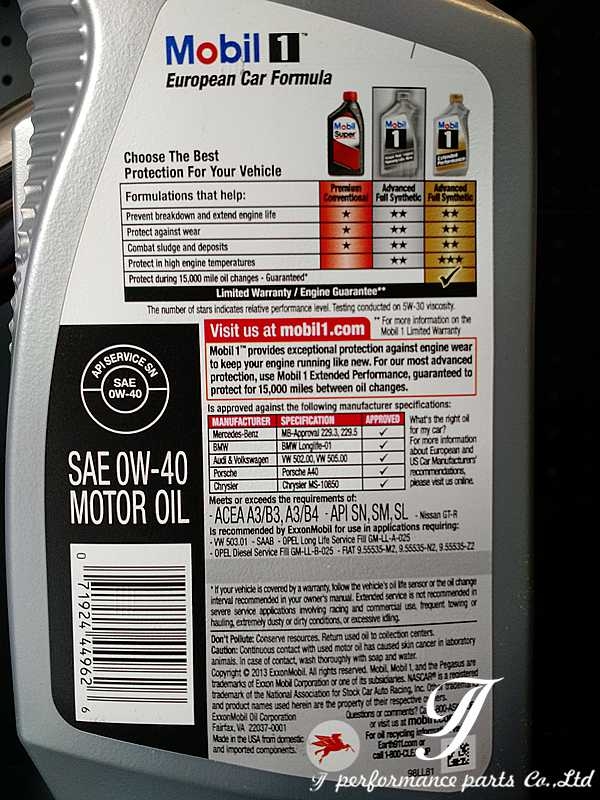 Mobil 1™
European Car Formula
Mobil Super
Mobil 1
Mobil 1 Extended Performance
Choose The Best
Protection For Your Vehicle
Formulations that help: Premium Conventional Advanced Full Synthetic Advanced Full Synthetic
Prevent breakdown and extend engine life ★ ★★ ★★
Protect against wear ★ ★★ ★★
Combat sludge and deposits ★ ★★ ★★
Protect in high engine temperatures ★★ ★★★
Protect during 15,000 mile oil changes - Guaranteed* ✓
Limited Warranty / Engine Guarantee**
The number of stars indicates relative performance level. Testing conducted on 5W-30 viscosity.
Visit us at mobil1.com
** For more information on the
Mobil 1 Limited Warranty
Mobil 1™ provides exceptional protection against engine wear
to keep your engine running like new. For our most advanced
protection, use Mobil 1 Extended Performance, guaranteed to
protect for 15,000 miles between oil changes.
API SERVICE SN
SAE
0W-40
SAE 0W-40
MOTOR OIL
0 71924 44962 6
Is approved against the following manufacturer specifications:
MANUFACTURER SPECIFICATION APPROVED
Mercedes-Benz MB-Approval 229.3, 229.5 ✓
BMW BMW Longlife-01 ✓
Audi & Volkswagen VW 502.00, VW 505.00 ✓
Porsche Porsche A40 ✓
Chrysler Chrysler MS-10850 ✓
What's the right oil
for my car?
For more information
about European and
US Car Manufacturers'
recommendations,
please visit us online.
Meets or exceeds the requirements of:
- ACEA A3/B3, A3/B4 - API SN, SM, SL - Nissan GT-R
Is recommended by ExxonMobil for use in applications requiring:
- VW 503.01 - SAAB - OPEL Long Life Service Fill GM-LL-A-025
- OPEL Diesel Service Fill GM-LL-B-025 - FIAT 9.55535-M2, 9.55535-N2, 9.55535-Z2
* If your vehicle is covered by a warranty, follow the vehicle's oil life sensor or the oil change
interval recommended in your owner's manual. Extended service is not recommended in
severe service applications involving racing and commercial use, frequent towing or
hauling, extremely dusty or dirty conditions, or excessive idling.
Don't Pollute: Conserve resources. Return used oil to collection centers.
Caution: Continuous contact with used motor oil has caused skin cancer in laboratory
animals. In case of contact, wash thoroughly with soap and water.
Copyright © 2013 ExxonMobil. All rights reserved. Mobil, Mobil 1, and the Pegasus are
trademarks of Exxon Mobil Corporation or one of its subsidiaries. NASCAR® is a registered
trademark of the National Association for Stock Car Auto Racing, Inc. Other trademarks
and product names used herein are the property of their respective owners.
ExxonMobil Oil Corporation
Fairfax, VA 22037-0001
Made in the USA from domestic
and imported components.
Questions or comments?
or visit us at
For oil recycling
Earth911.com or
call 1-800-CLE
98LL81
J performance parts Co.,Ltd